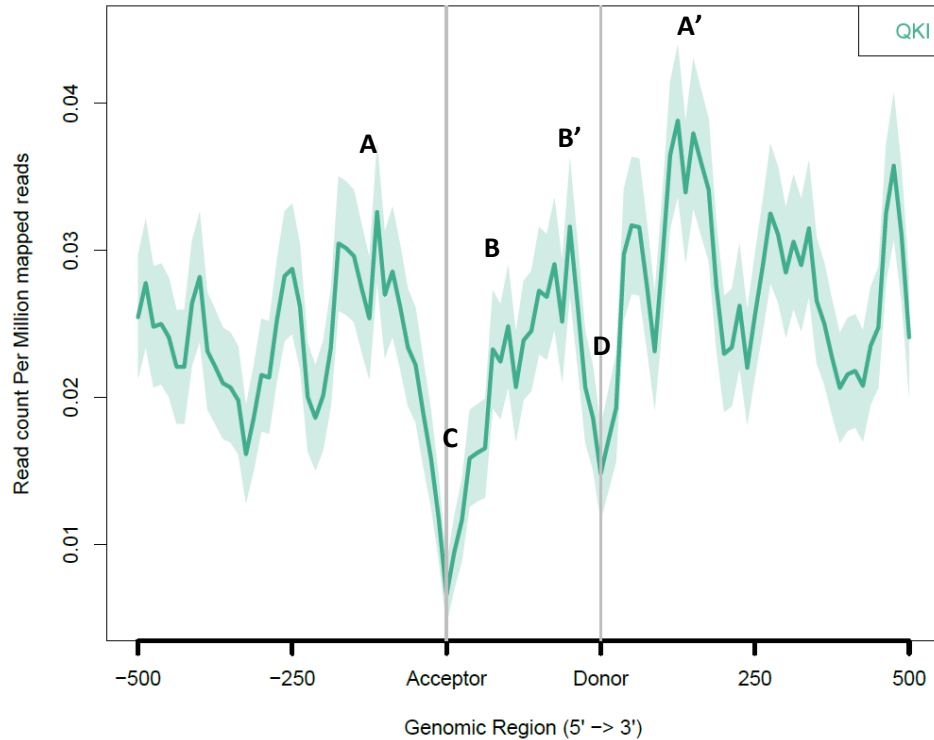 A'
QKI
0.04
A
B'
0.03
B
D
0.02
C
0.01
Read count Per Million mapped reads
−500 −250 Acceptor Donor 250 500
Genomic Region (5' −> 3')